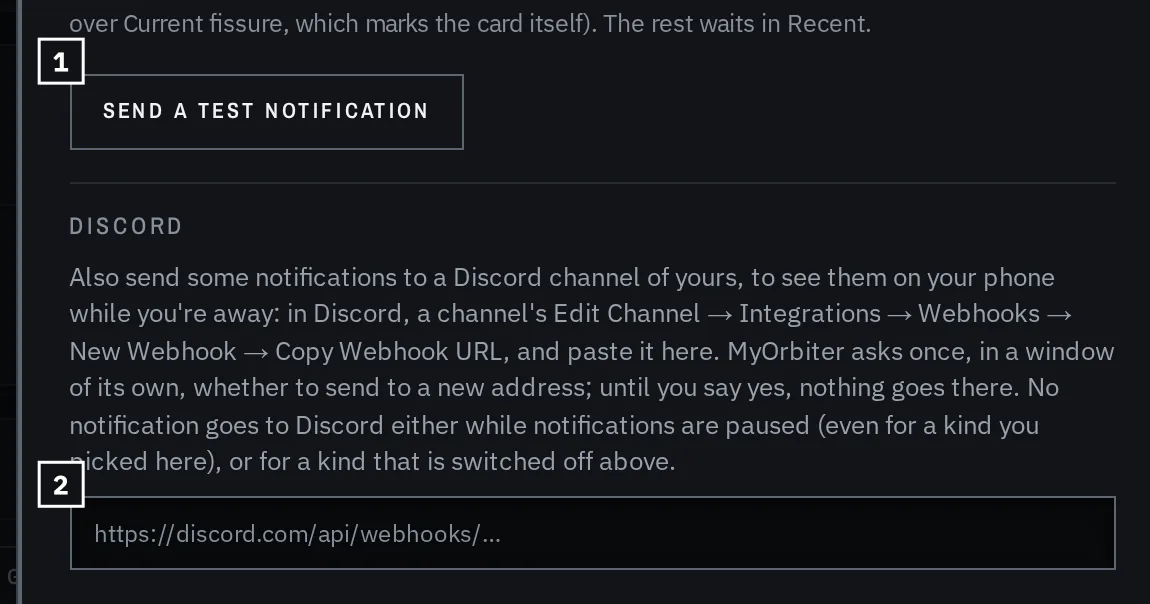 over Current fissure, which marks the card itself). The rest waits in Recent.
1
SEND A TEST NOTIFICATION
DISCORD
Also send some notifications to a Discord channel of yours, to see them on your phone
while you're away: in Discord, a channel's Edit Channel → Integrations → Webhooks →
New Webhook → Copy Webhook URL, and paste it here. MyOrbiter asks once, in a window
of its own, whether to send to a new address; until you say yes, nothing goes there. No
notification goes to Discord either while notifications are paused (even for a kind you
picked here), or for a kind that is switched off above.
2
https://discord.com/api/webhooks/…